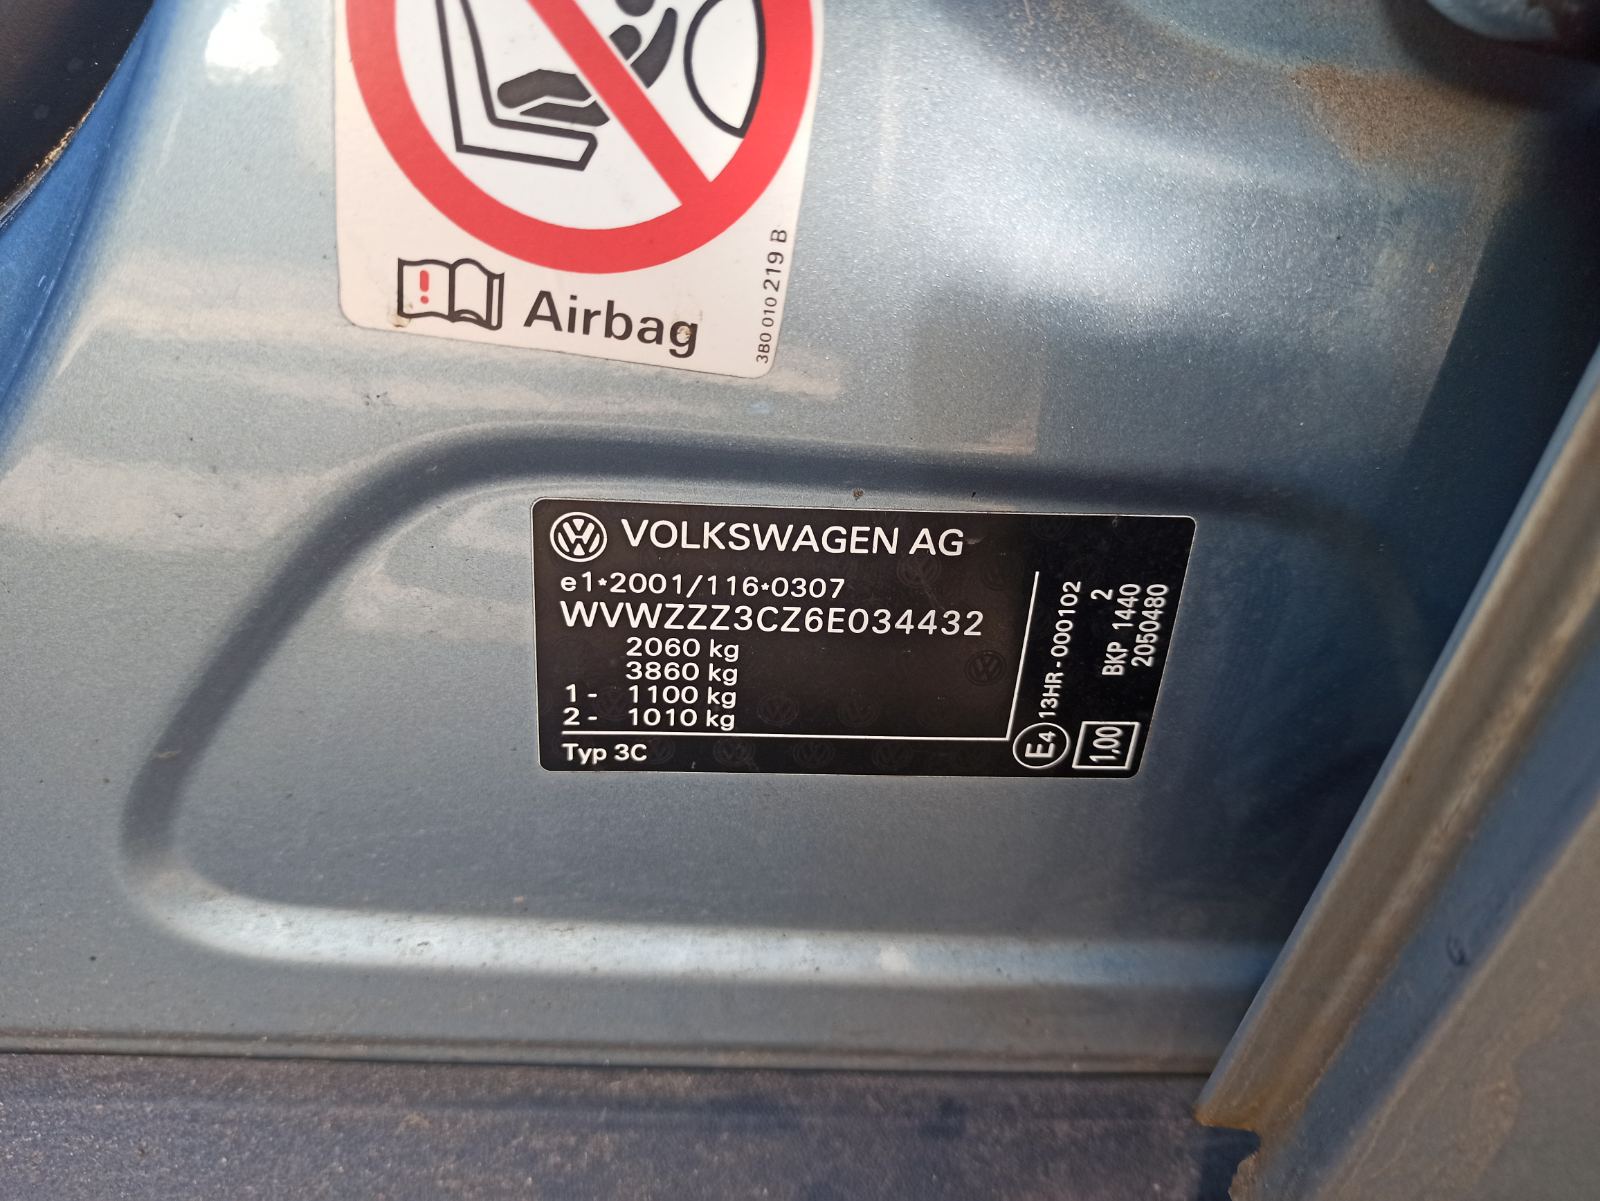 Airbag
3B0 010 219 B
VOLKSWAGEN AG
e1*2001/116*0307
WVWZZZ3CZ6E034432
2060 kg
3860 kg
1 - 1100 kg
2 - 1010 kg
Typ 3C
E4 13HR - 000102
2
BKP 1440
2050480
1,00